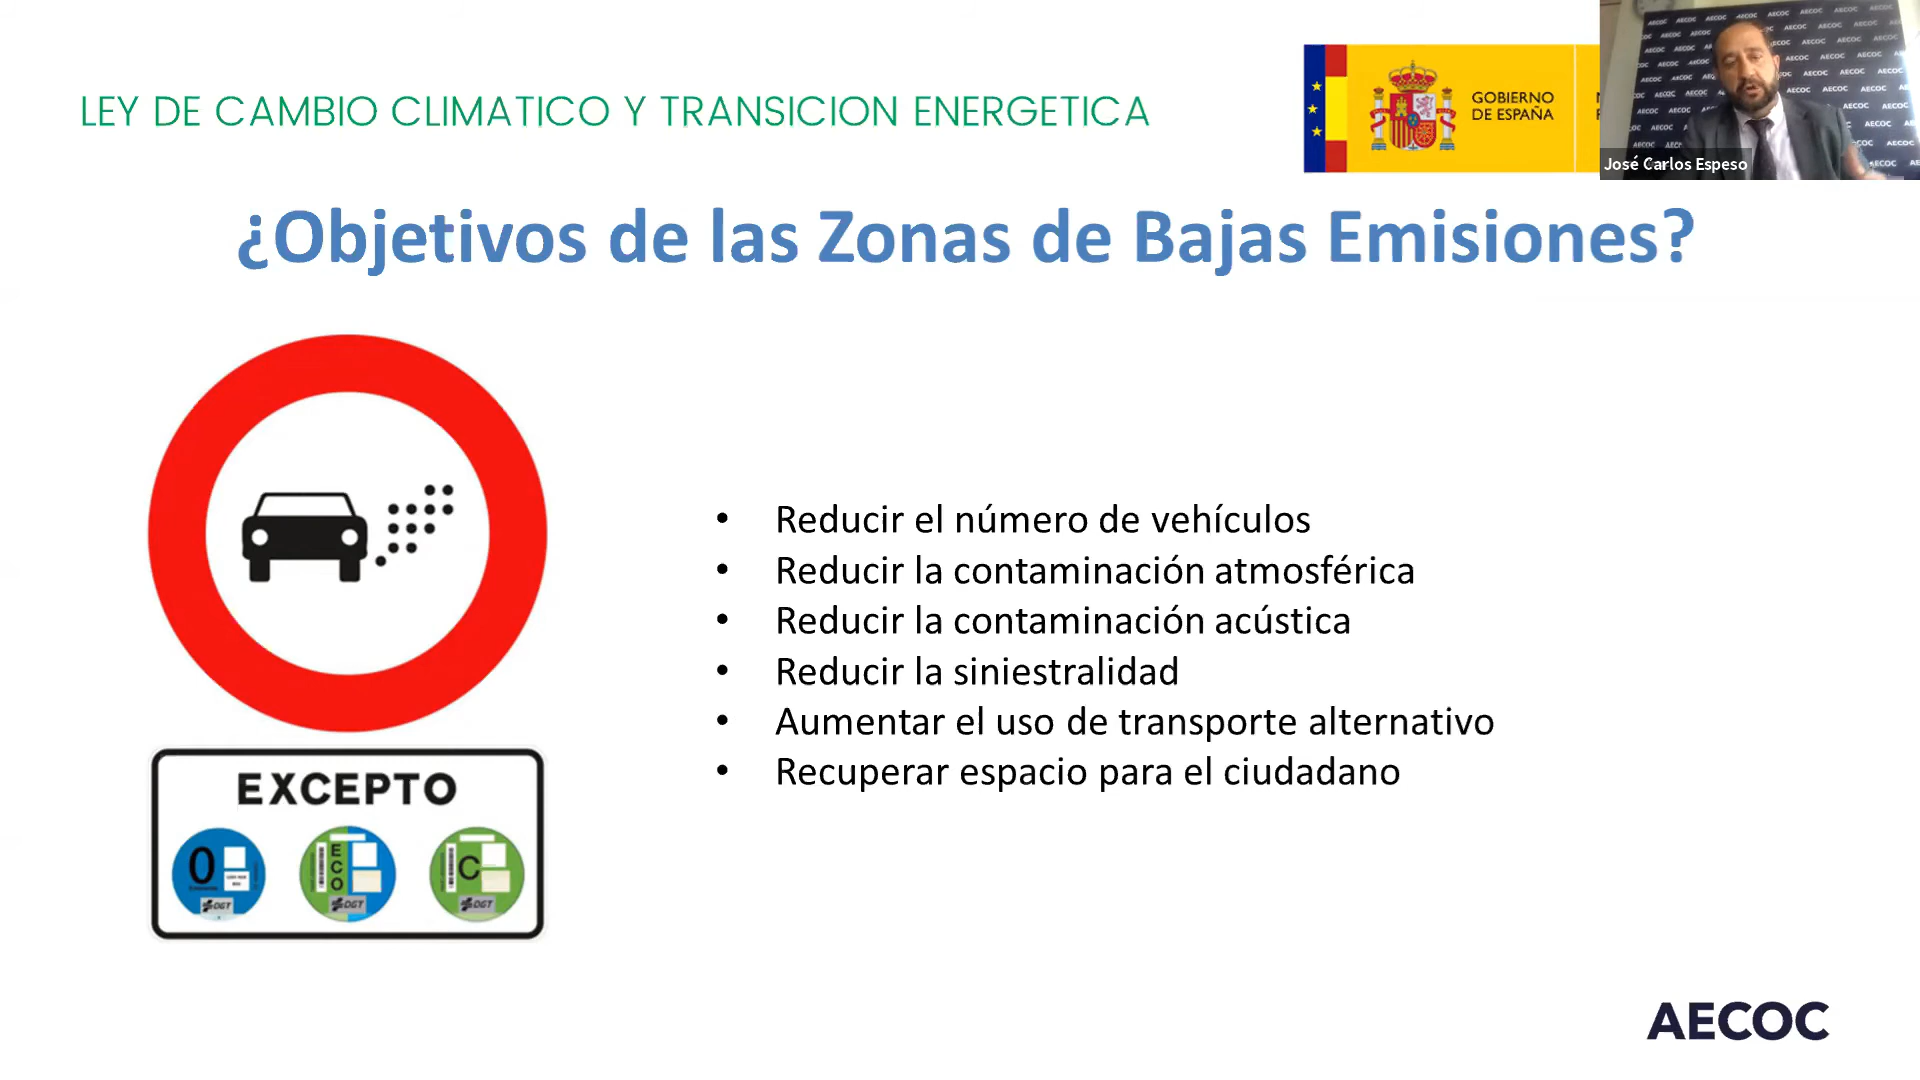 LEY DE CAMBIO CLIMATICO Y TRANSICION ENERGETICA
GOBIERNO
DE ESPAÑA
José Carlos Espeso
¿Objetivos de las Zonas de Bajas Emisiones?
• Reducir el número de vehículos
• Reducir la contaminación atmosférica
• Reducir la contaminación acústica
• Reducir la siniestralidad
• Aumentar el uso de transporte alternativo
• Recuperar espacio para el ciudadano
EXCEPTO
0
ECO
C
DGT
DGT
DGT
AECOC